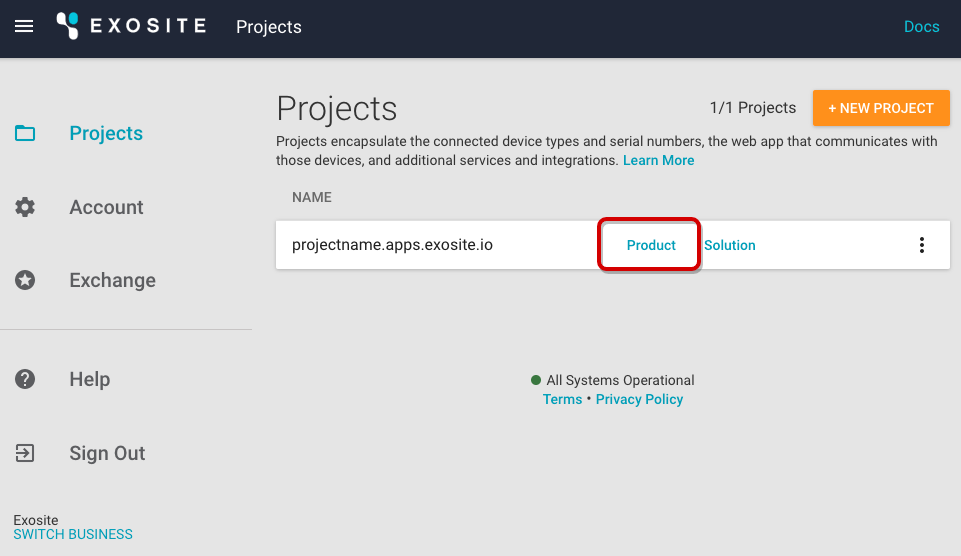 EXOSITE Projects Docs
Projects
Account
Exchange
Help
Sign Out
Exosite
SWITCH BUSINESS
Projects
1/1 Projects
+ NEW PROJECT
Projects encapsulate the connected device types and serial numbers, the web app that communicates with
those devices, and additional services and integrations. Learn More
NAME
projectname.apps.exosite.io Product Solution
All Systems Operational
Terms • Privacy Policy